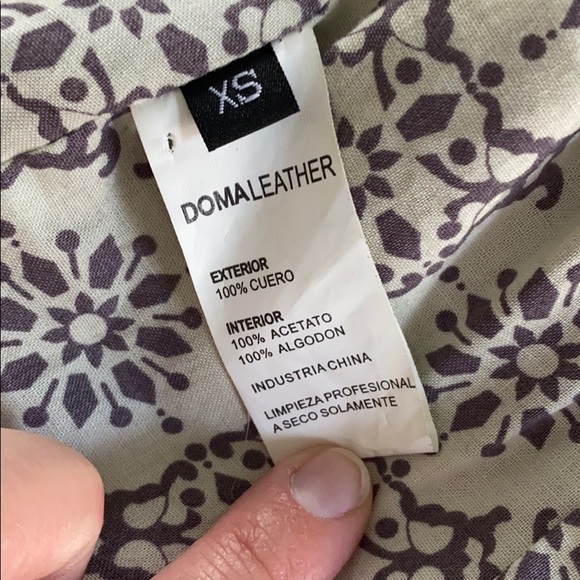 XS
DOMALEATHER
EXTERIOR
100% CUERO
INTERIOR
100% ACETATO
100% ALGODON
INDUSTRIA CHINA
LIMPIEZA PROFESIONAL
A SECO SOLAMENTE